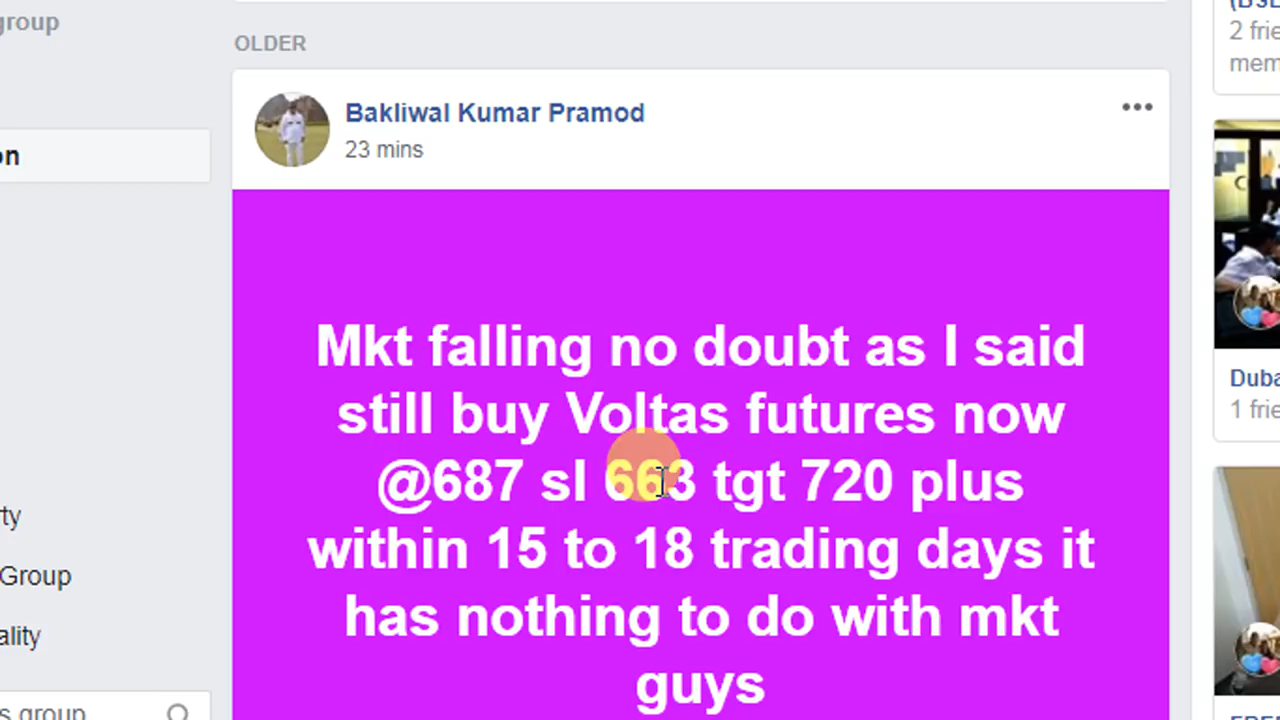 group
OLDER
Bakliwal Kumar Pramod
23 mins
on
Mkt falling no doubt as I said
still buy Voltas futures now
@687 sl 663 tgt 720 plus
within 15 to 18 trading days it
has nothing to do with mkt
guys
rty
Group
ality
s group
2 frie
mem
Duba
1 frie